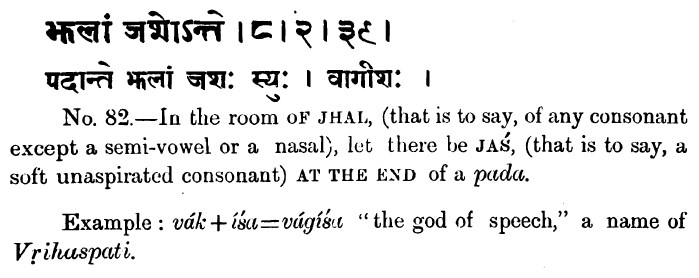 झलां जशोऽन्ते । ८ । २ । ३९ ।
पदान्ते झलां जशः स्युः । वागीशः ।
No. 82.—In the room OF JHAL, (that is to say, of any consonant
except a semi-vowel or a nasal), let there be JAŚ, (that is to say, a
soft unaspirated consonant) AT THE END of a pada.
Example : vák + íśa=vágíśa “the god of speech,” a name of
Vṛihaspati.